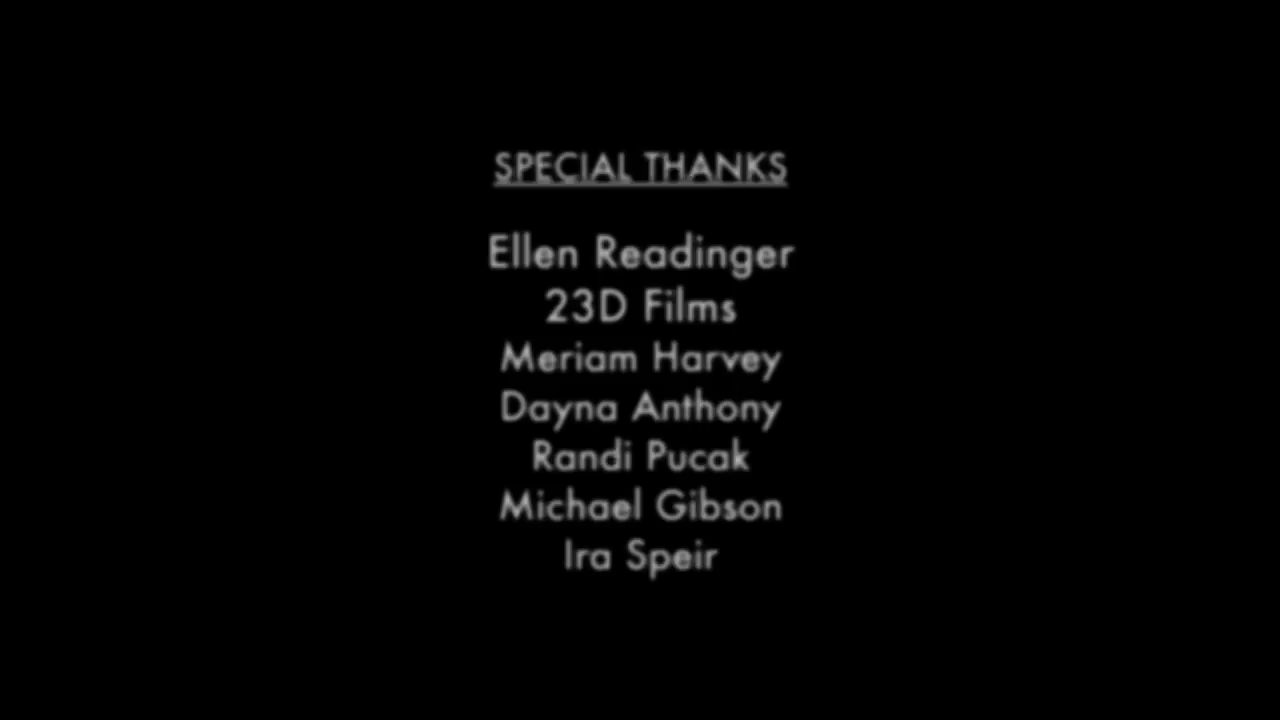 SPECIAL THANKS
Ellen Readinger
23D Films
Meriam Harvey
Dayna Anthony
Randi Pucak
Michael Gibson
Ira Speir